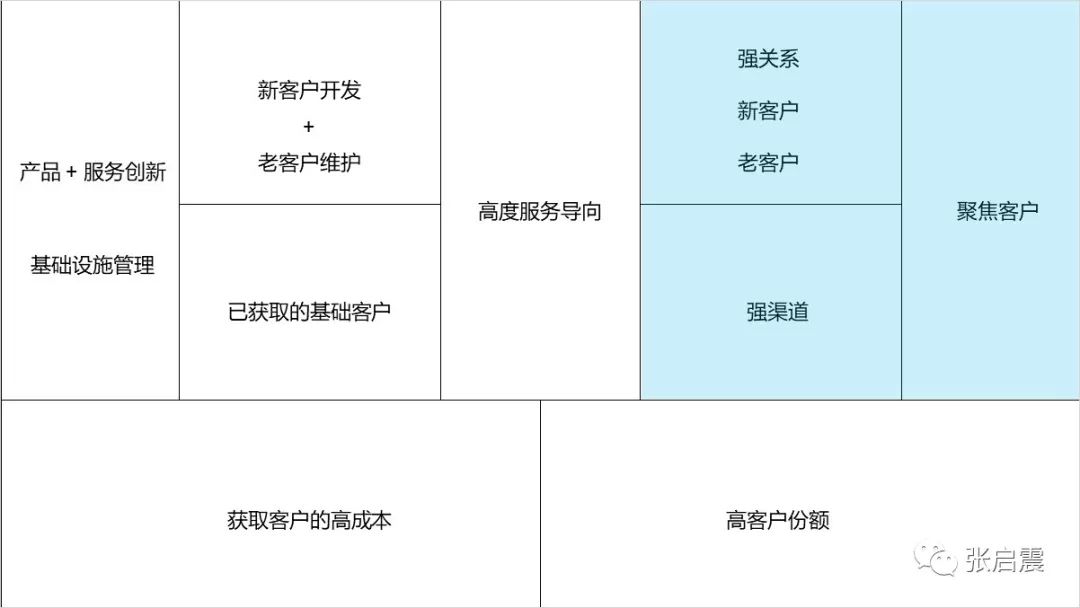 产品 + 服务创新
基础设施管理
新客户开发
+
老客户维护
已获取的基础客户
高度服务导向
强关系
新客户
老客户
强渠道
聚焦客户
获取客户的高成本
高客户份额
张启震